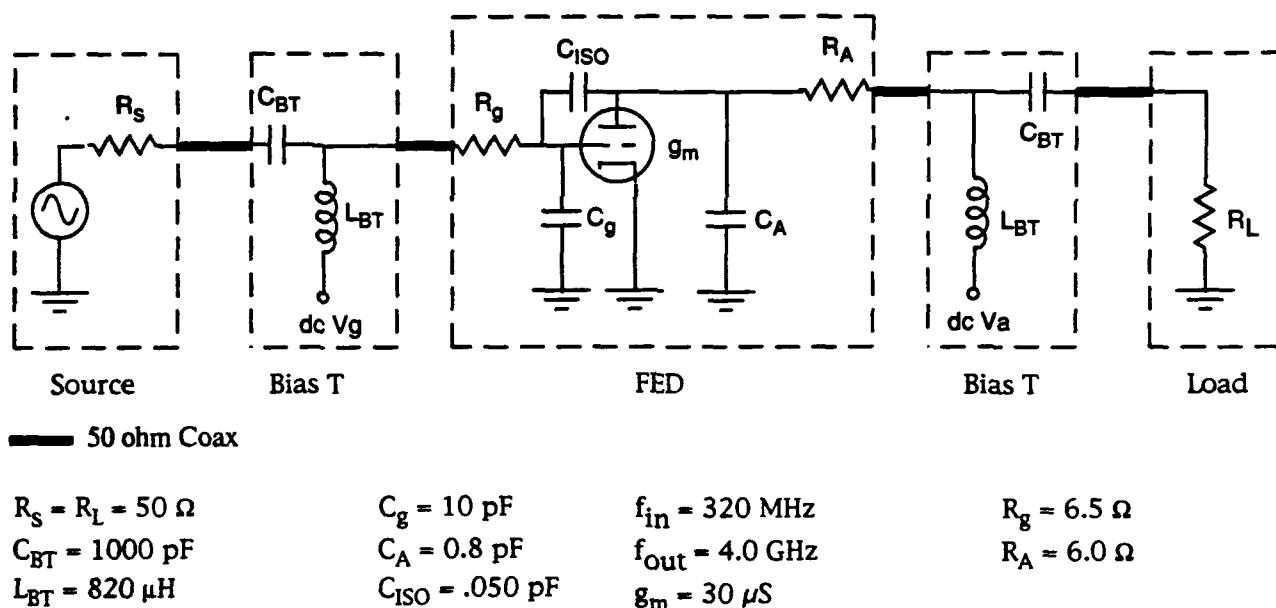 C_ISO
R_A
R_s
C_BT
R_g
g_m
C_BT
L_BT
C_g
C_A
L_BT
R_L
dc Vg
dc Va
Source
Bias T
FED
Bias T
Load
50 ohm Coax
R_S = R_L = 50 Ω
C_g = 10 pF
f_in = 320 MHz
R_g = 6.5 Ω
C_BT = 1000 pF
C_A = 0.8 pF
f_out = 4.0 GHz
R_A = 6.0 Ω
L_BT = 820 μH
C_ISO = .050 pF
g_m = 30 μS